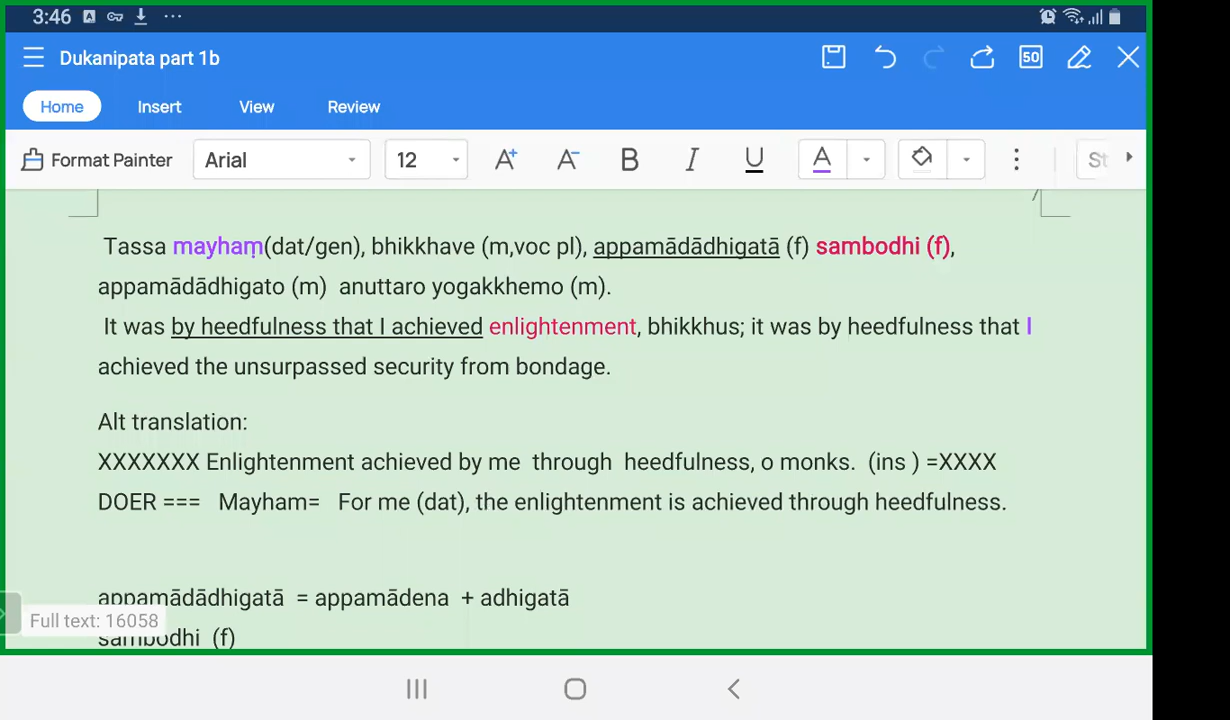 3:46
Dukanipata part 1b
50
Home Insert View Review
Format Painter Arial 12 A+ A- B I U A St
Tassa mayhaṃ(dat/gen), bhikkhave (m,voc pl), appamādādhigatā (f) sambodhi (f),
appamādādhigato (m)  anuttaro yogakkhemo (m).
It was by heedfulness that I achieved enlightenment, bhikkhus; it was by heedfulness that I
achieved the unsurpassed security from bondage.
Alt translation:
XXXXXXX Enlightenment achieved by me  through  heedfulness, o monks.  (ins ) =XXXX
DOER ===   Mayham=   For me (dat), the enlightenment is achieved through heedfulness.
appamādādhigatā  = appamādena  + adhigatā
Full text: 16058
sambodhi  (f)